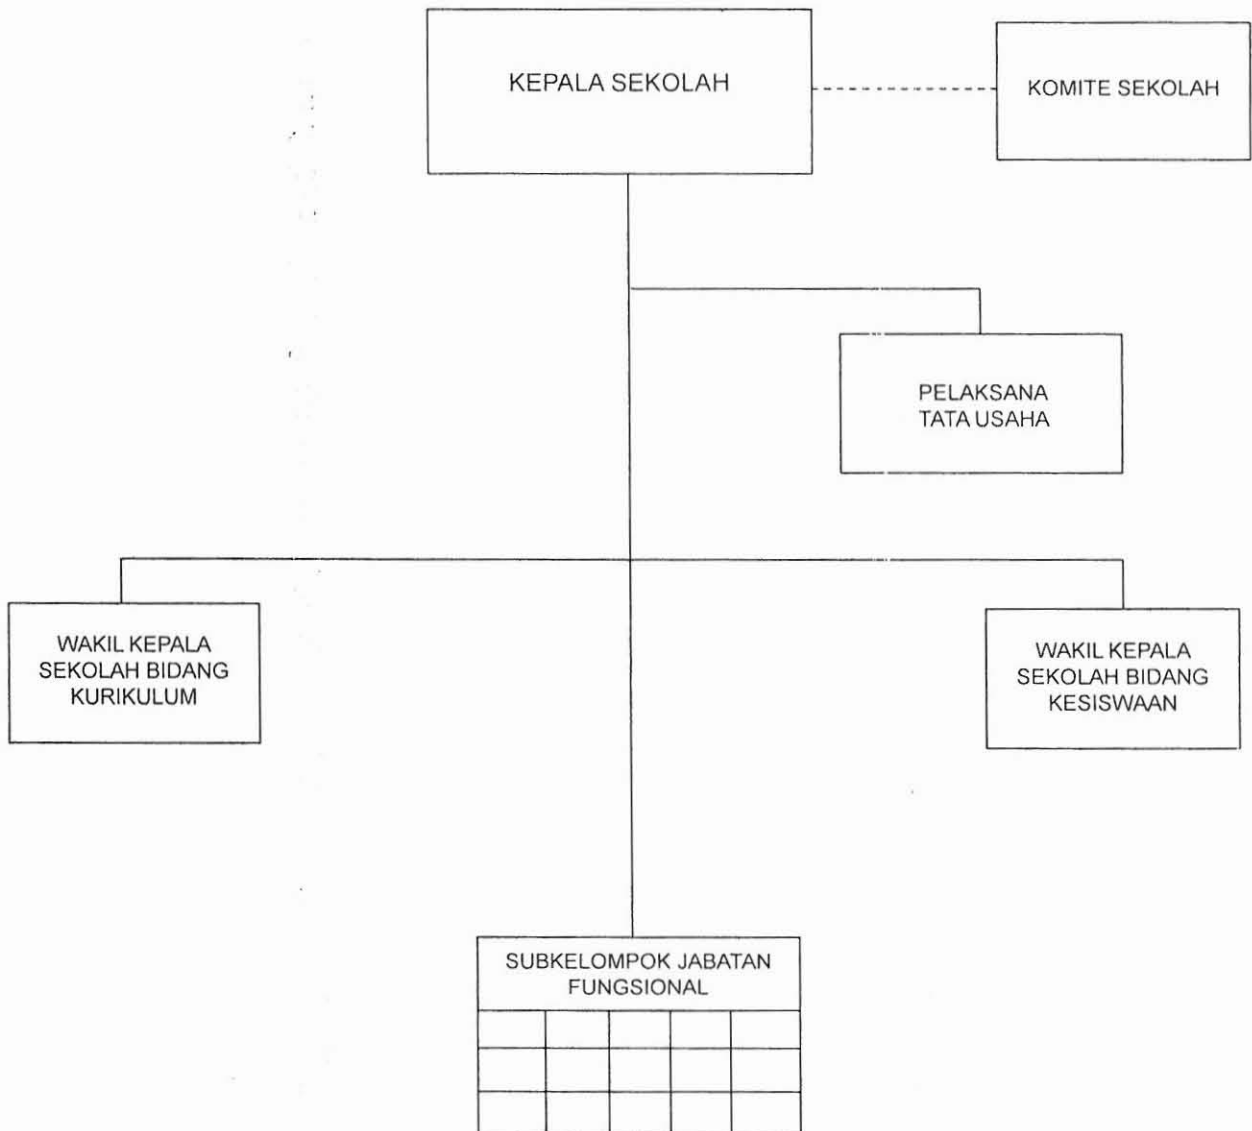 KEPALA SEKOLAH
KOMITE SEKOLAH
PELAKSANA
TATA USAHA
WAKIL KEPALA
SEKOLAH BIDANG
KURIKULUM
WAKIL KEPALA
SEKOLAH BIDANG
KESISWAAN
SUBKELOMPOK JABATAN
FUNGSIONAL